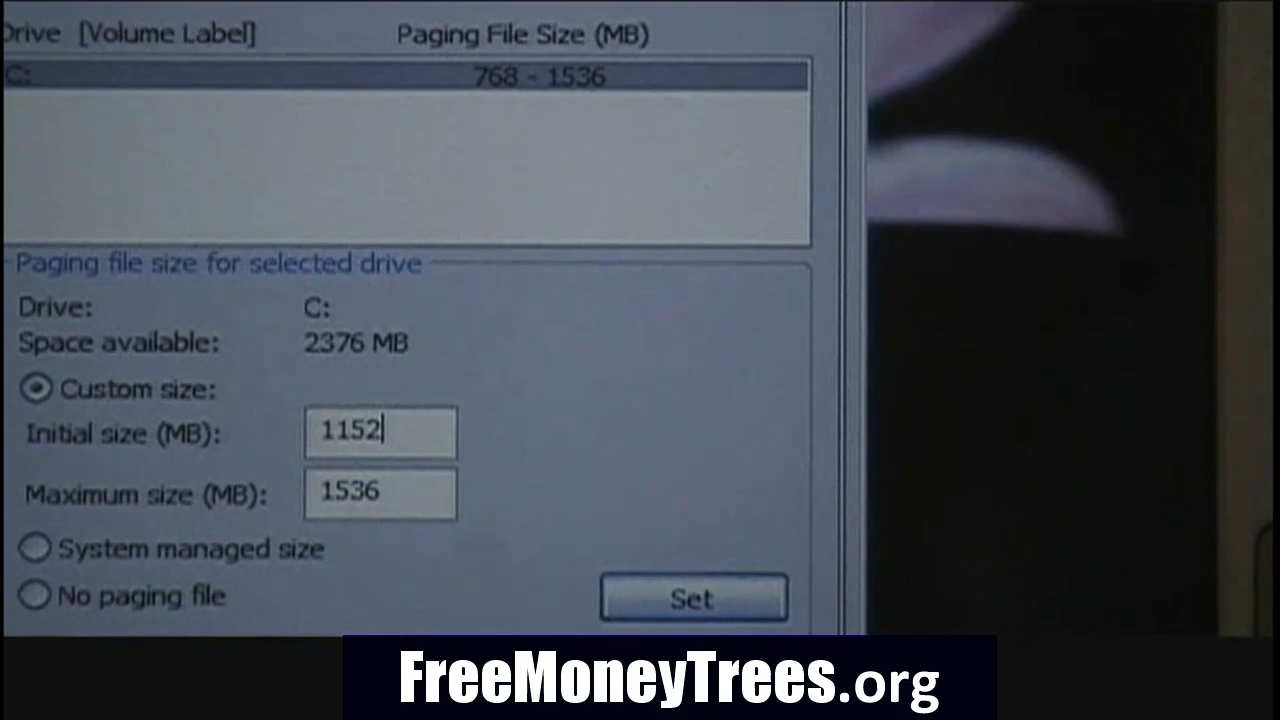 Drive [Volume Label] Paging File Size (MB)
C: 768 - 1536
Paging file size for selected drive
Drive: C:
Space available: 2376 MB
Custom size:
Initial size (MB): 1152
Maximum size (MB): 1536
System managed size
No paging file
Set
FreeMoneyTrees.org